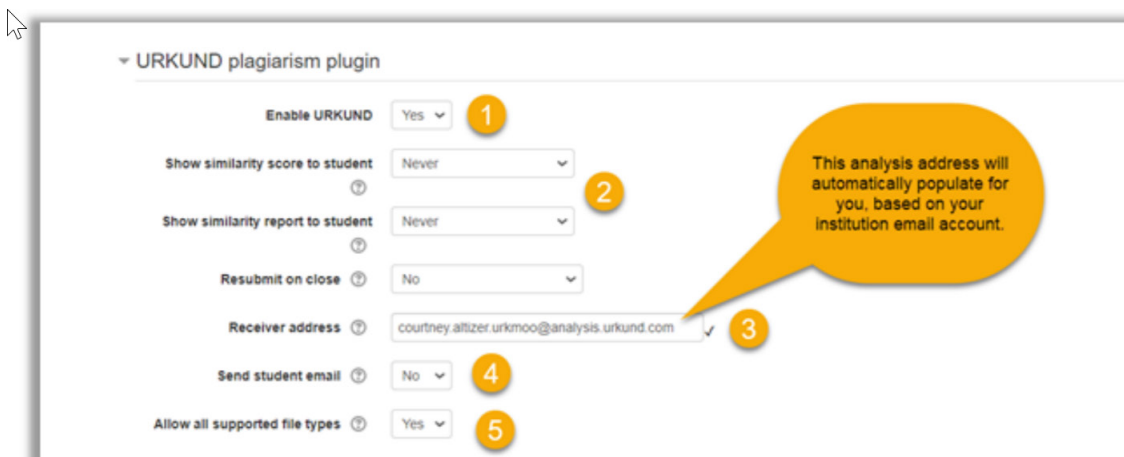 URKUND plagiarism plugin
Enable URKUND Yes 1
Show similarity score to student Never
2
Show similarity report to student Never
Resubmit on close No
Receiver address courtney.altizer.urkmoo@analysis.urkund.com 3
Send student email No 4
Allow all supported file types Yes 5
This analysis address will
automatically populate for
you, based on your
institution email account.